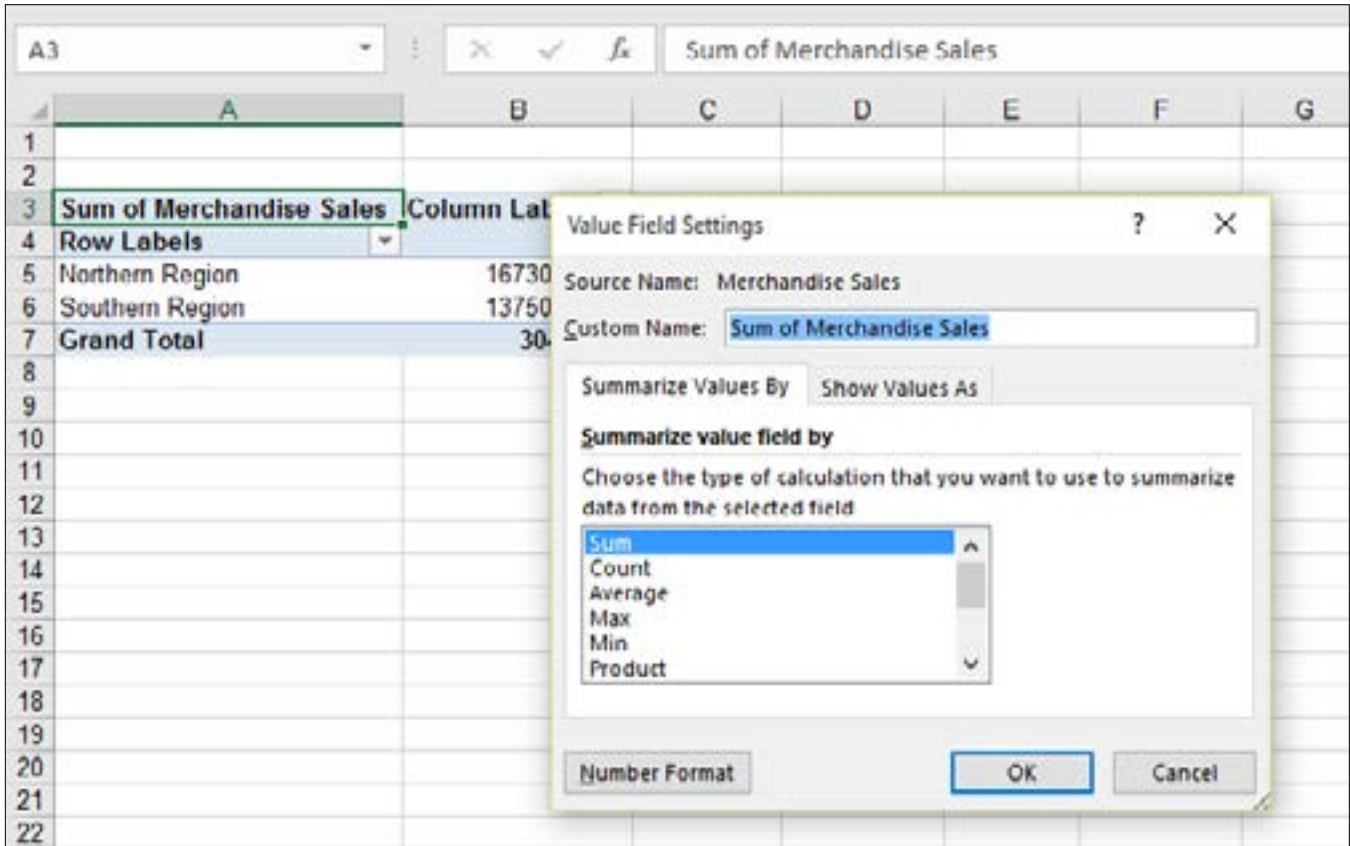 A3 fx Sum of Merchandise Sales
A B C D E F G
1
2
3 Sum of Merchandise Sales Column Lab
4 Row Labels
5 Northern Region 16730
6 Southern Region 13750
7 Grand Total 304
8
9
10
11
12
13
14
15
16
17
18
19
20
21
22
Value Field Settings ? X
Source Name: Merchandise Sales
Custom Name: Sum of Merchandise Sales
Summarize Values By Show Values As
Summarize value field by
Choose the type of calculation that you want to use to summarize
data from the selected field
Sum
Count
Average
Max
Min
Product
Number Format OK Cancel